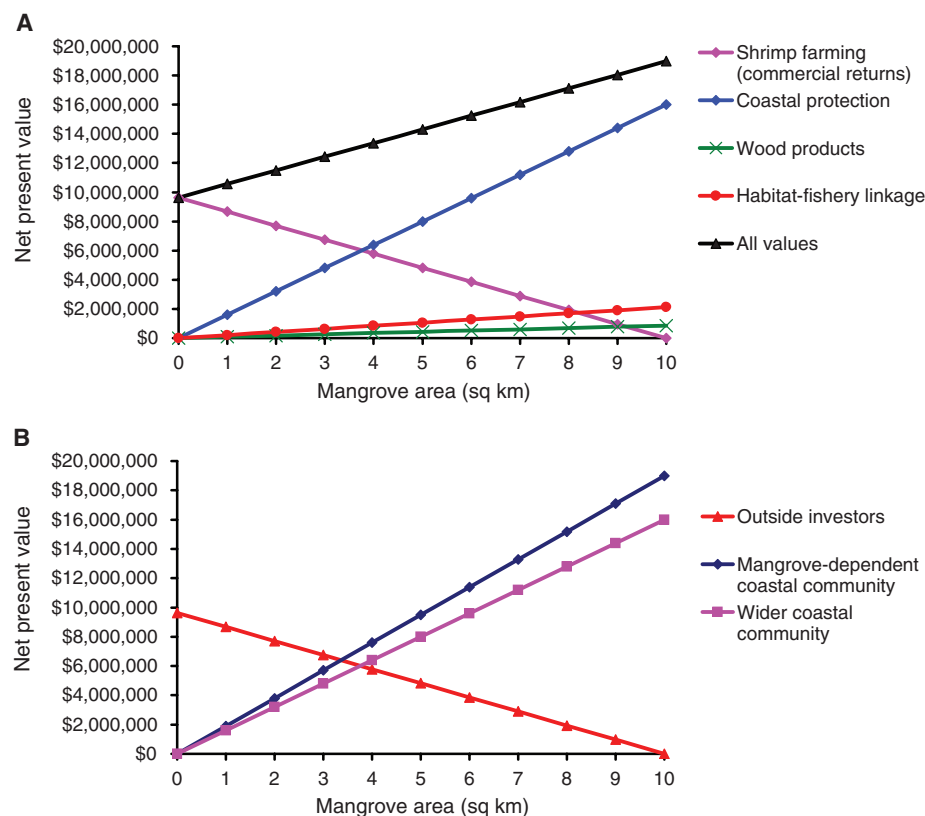 A
$20,000,000
$18,000,000
$16,000,000
$14,000,000
$12,000,000
$10,000,000
$8,000,000
$6,000,000
$4,000,000
$2,000,000
$0
Net present value
0 1 2 3 4 5 6 7 8 9 10
Mangrove area (sq km)
Shrimp farming
(commercial returns)
Coastal protection
Wood products
Habitat-fishery linkage
All values
B
$20,000,000
$18,000,000
$16,000,000
$14,000,000
$12,000,000
$10,000,000
$8,000,000
$6,000,000
$4,000,000
$2,000,000
$0
Net present value
0 1 2 3 4 5 6 7 8 9 10
Mangrove area (sq km)
Outside investors
Mangrove-dependent
coastal community
Wider coastal
community